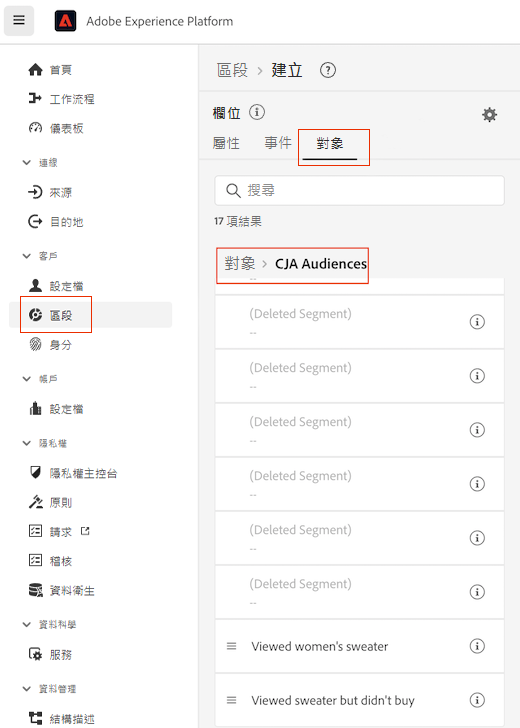 Adobe Experience Platform
首頁
工作流程
儀表板
連線
來源
目的地
客戶
設定檔
區段
身分
帳戶
設定檔
隱私權
隱私權主控台
原則
請求
稽核
資料衛生
資料科學
服務
資料管理
結構描述
區段 › 建立
欄位
屬性 事件 對象
搜尋
17 項結果
對象 › CJA Audiences
--
(Deleted Segment)
--
(Deleted Segment)
--
(Deleted Segment)
--
(Deleted Segment)
--
(Deleted Segment)
--
(Deleted Segment)
--
Viewed women's sweater
Viewed sweater but didn't buy